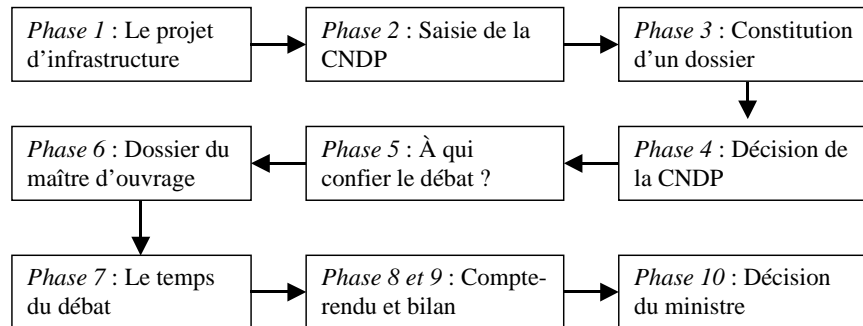 Phase 1 : Le projet
d'infrastructure
Phase 2 : Saisie de la
CNDP
Phase 3 : Constitution
d'un dossier
Phase 4 : Décision de
la CNDP
Phase 5 : À qui
confier le débat ?
Phase 6 : Dossier du
maître d'ouvrage
Phase 7 : Le temps
du débat
Phase 8 et 9 : Compte-
rendu et bilan
Phase 10 : Décision
du ministre